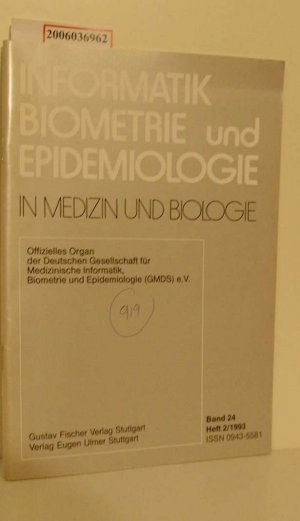 2006036962
INFORMATIK
BIOMETRIE und
EPIDEMIOLOGIE
IN MEDIZIN UND BIOLOGIE
Offizielles Organ
der Deutschen Gesellschaft für
Medizinische Informatik,
Biometrie und Epidemiologie (GMDS) e.V.
919
Band 24
Heft 2/1993
ISSN 0943-5581
Gustav Fischer Verlag Stuttgart
Verlag Eugen Ulmer Stuttgart